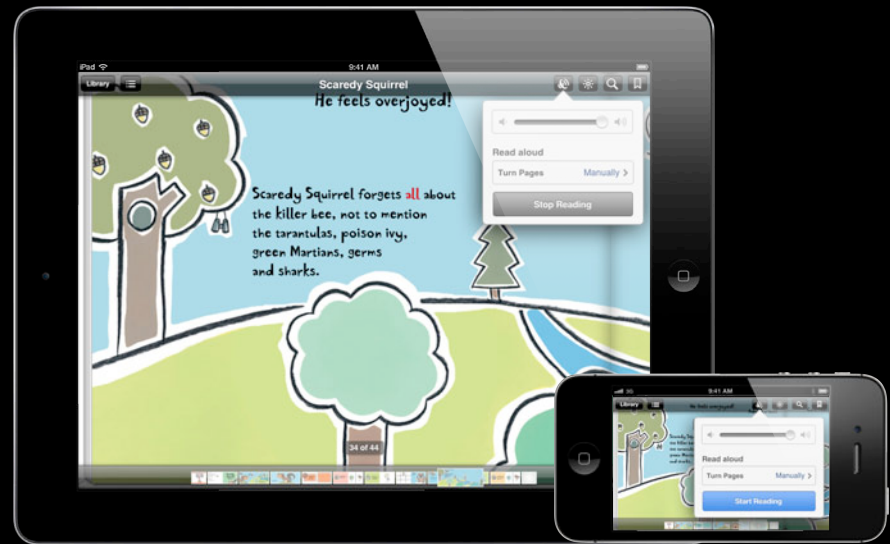 iPad 9:41 AM
Library Scaredy Squirrel
He feels overjoyed!
Read aloud
Turn Pages Manually >
Stop Reading
Scaredy Squirrel forgets all about
the killer bee, not to mention
the tarantulas, poison ivy,
green Martians, germs
and sharks.
34 of 44
3G 9:41 AM
Library
He feels overjoyed!
Read aloud
Turn Pages Manually >
Start Reading